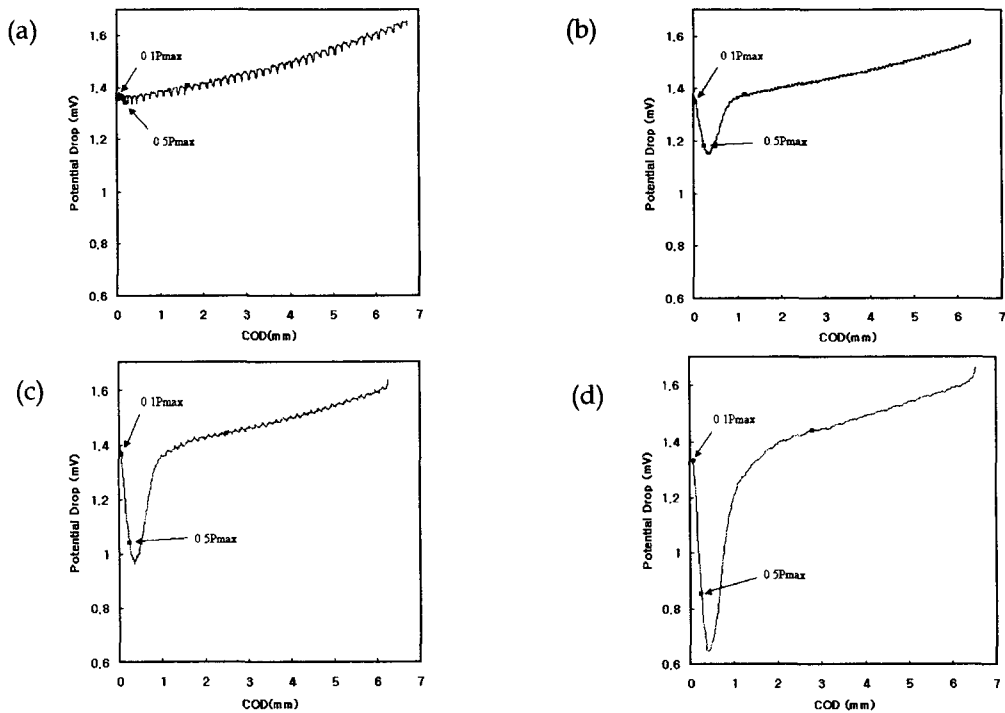 (a)
1.6
1.4
1.2
1
0.8
0.6
Potential Drop (mV)
0 1Pmax
0 5Pmax
0 1 2 3 4 5 6 7
COD(mm)
(b)
1.6
1.4
1.2
1
0.8
0.6
Potential Drop (mV)
0 1Pmax
0 5Pmax
0 1 2 3 4 5 6 7
COD(mm)
(c)
1.6
1.4
1.2
1
0.8
0.6
Potential Drop (mV)
0 1Pmax
0 5Pmax
0 1 2 3 4 5 6 7
COD(mm)
(d)
1.6
1.4
1.2
1
0.8
0.6
Potential Drop (mV)
0 1Pmax
0 5Pmax
0 1 2 3 4 5 6 7
COD (mm)